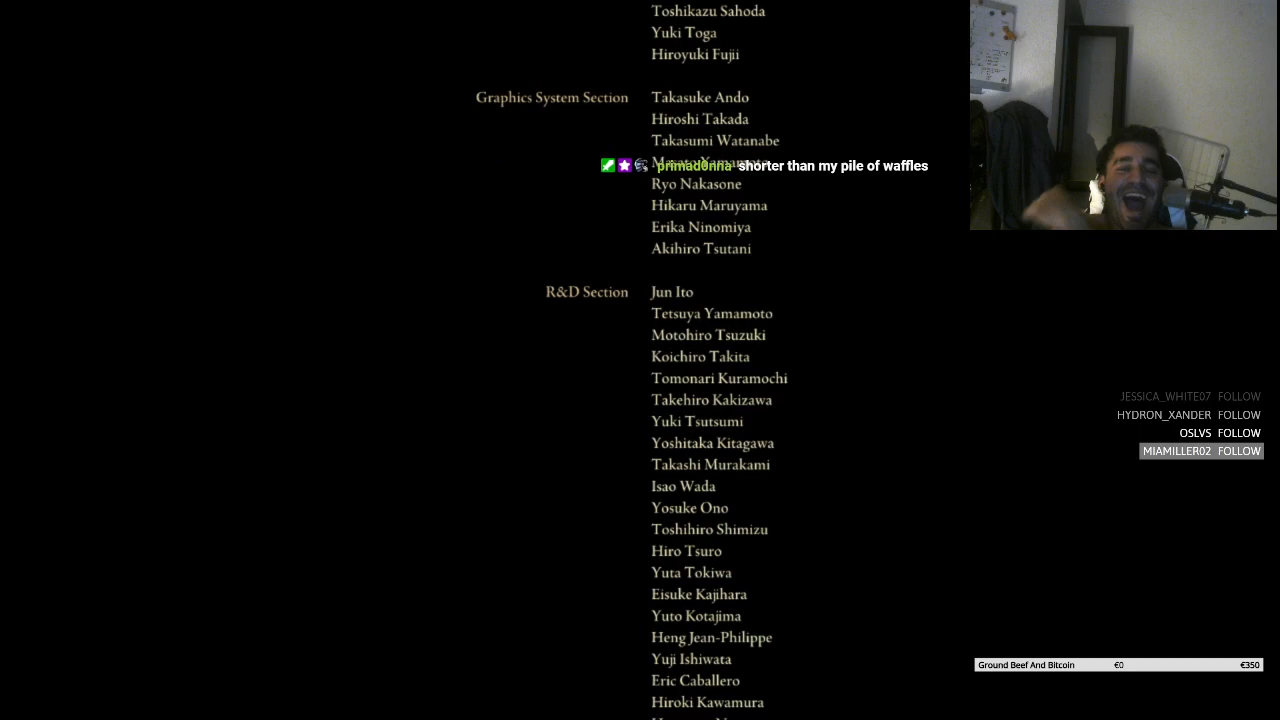 Toshikazu Sahoda
Yuki Toga
Hiroyuki Fujii
Graphics System Section Takasuke Ando
Hiroshi Takada
Takasumi Watanabe
Masato Yamamoto
primad0nna shorter than my pile of waffles
Ryo Nakasone
Hikaru Maruyama
Erika Ninomiya
Akihiro Tsutani
R&D Section Jun Ito
Tetsuya Yamamoto
Motohiro Tsuzuki
Koichiro Takita
Tomonari Kuramochi
Takehiro Kakizawa
Yuki Tsutsumi
Yoshitaka Kitagawa
Takashi Murakami
Isao Wada
Yosuke Ono
Toshihiro Shimizu
Hiro Tsuro
Yuta Tokiwa
Eisuke Kajihara
Yuto Kotajima
Heng Jean-Philippe
Yuji Ishiwata
Eric Caballero
Hiroki Kawamura
JESSICA_WHITE07 FOLLOW
HYDRON_XANDER FOLLOW
OSLVS FOLLOW
MIAMILLER02 FOLLOW
Ground Beef And Bitcoin €0 €350